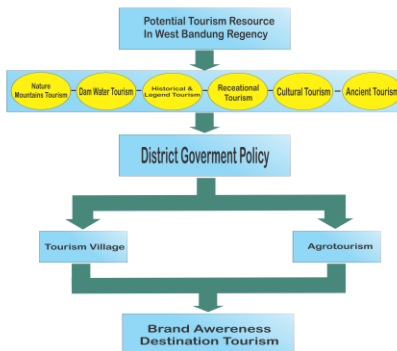 Potential Tourism Resource
In West Bandung Regency
Nature
Mountains Tourism
Dam Water Tourism
Historical &
Legend Tourism
Receational
Tourism
Cultural Tourism
Ancient Tourism
District Goverment Policy
Tourism Village
Agrotourism
Brand Awereness
Destination Tourism